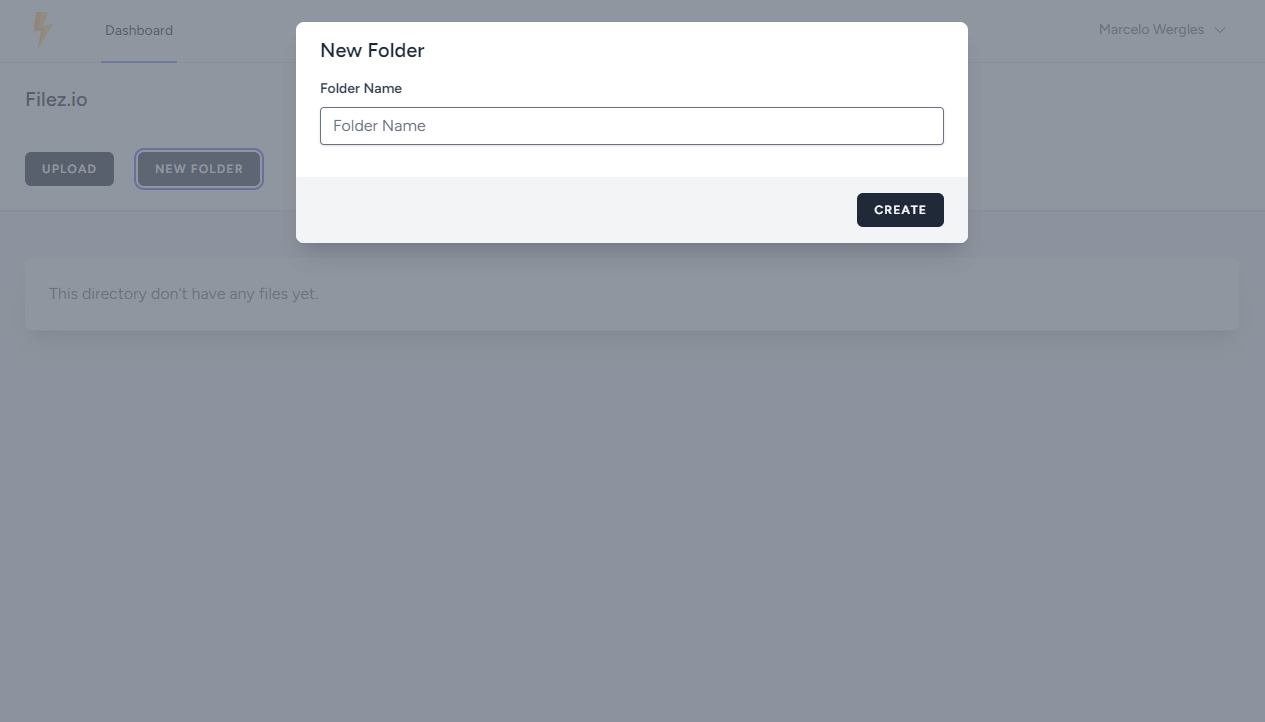 Dashboard
Marcelo Wergles
Filez.io
UPLOAD
NEW FOLDER
New Folder
Folder Name
Folder Name
CREATE
This directory don't have any files yet.